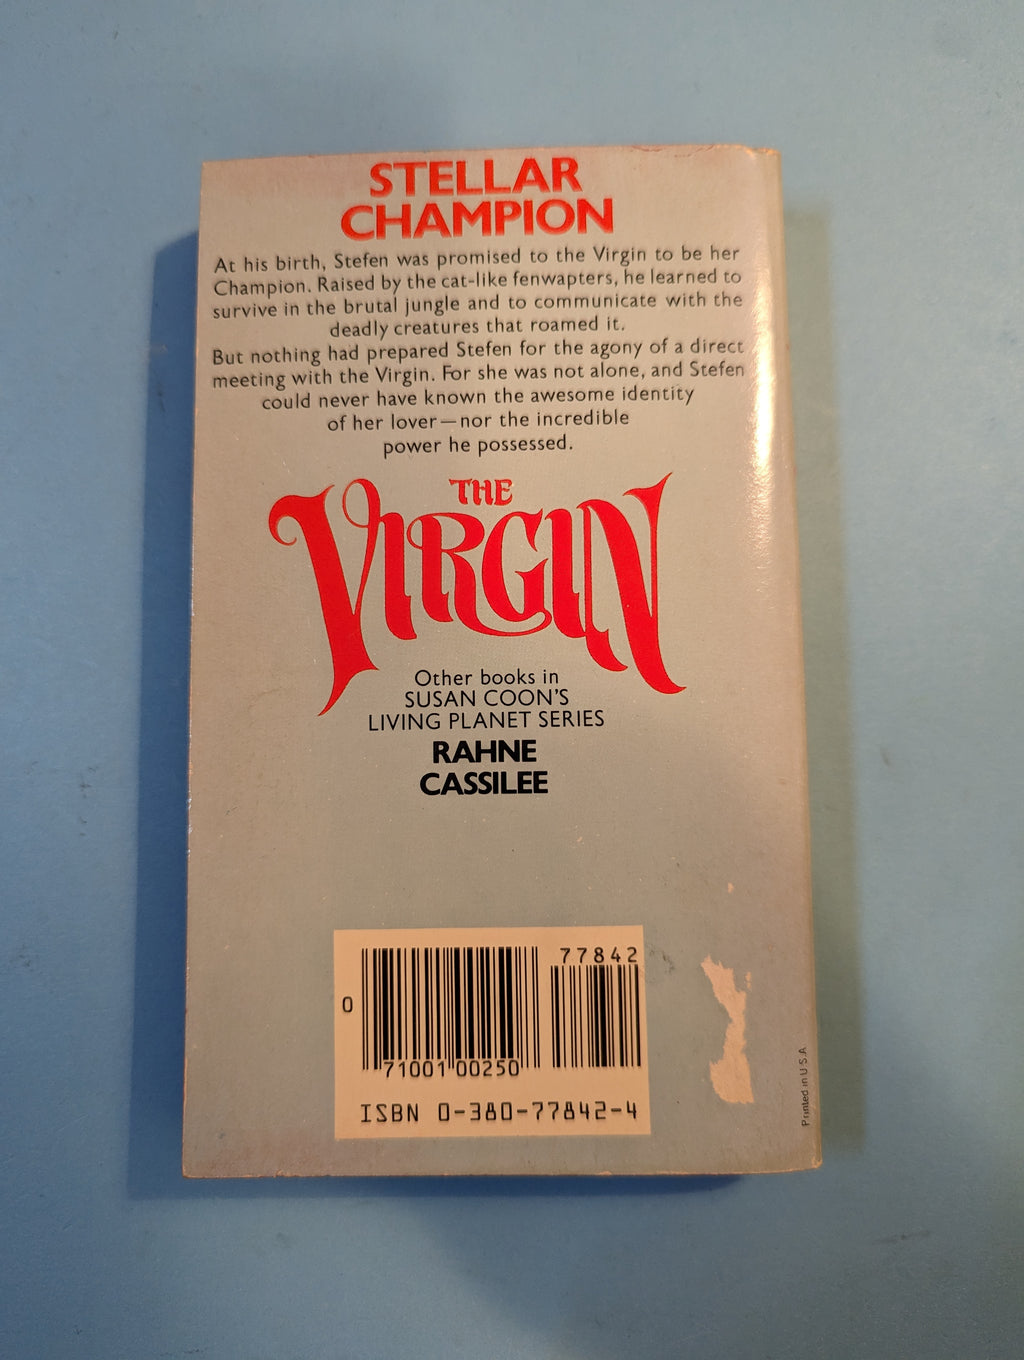 STELLAR
CHAMPION
At his birth, Stefen was promised to the Virgin to be her
Champion. Raised by the cat-like fenwapters, he learned to
survive in the brutal jungle and to communicate with the
deadly creatures that roamed it.
But nothing had prepared Stefen for the agony of a direct
meeting with the Virgin. For she was not alone, and Stefen
could never have known the awesome identity
of her lover—nor the incredible
power he possessed.
THE
VIRGIN
Other books in
SUSAN COON'S
LIVING PLANET SERIES
RAHNE
CASSILEE
77842
0
71001 00250
ISBN 0-380-77842-4
Printed in U.S.A